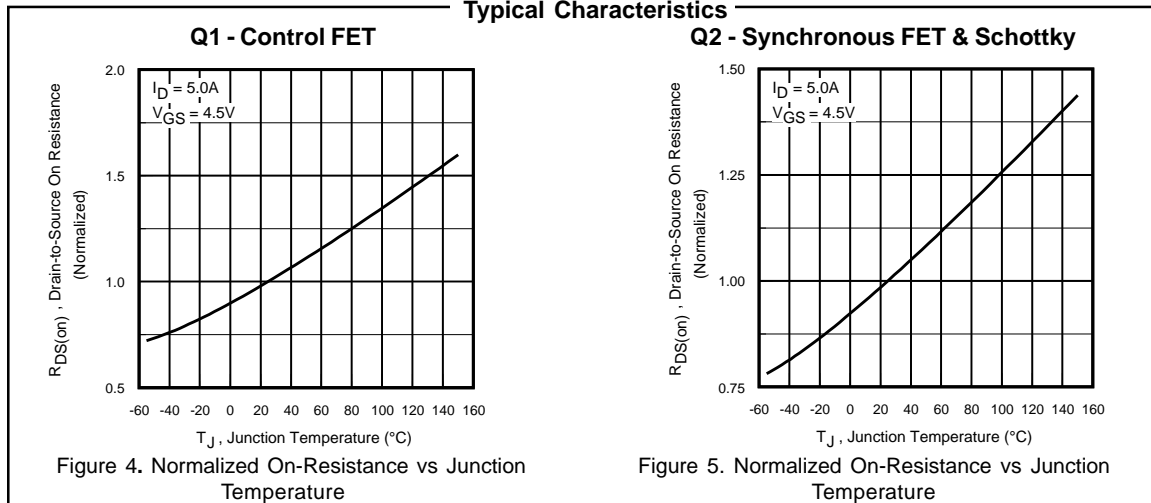 Typical Characteristics
Q1 - Control FET
2.0
1.5
1.0
0.5
I_D = 5.0A
V_GS = 4.5V
R_DS(on) , Drain-to-Source On Resistance
(Normalized)
-60 -40 -20 0 20 40 60 80 100 120 140 160
T_J , Junction Temperature (°C)
Figure 4. Normalized On-Resistance vs Junction
Temperature
Q2 - Synchronous FET & Schottky
1.50
1.25
1.00
0.75
I_D = 5.0A
V_GS = 4.5V
R_DS(on) , Drain-to-Source On Resistance
(Normalized)
-60 -40 -20 0 20 40 60 80 100 120 140 160
T_J , Junction Temperature (°C)
Figure 5. Normalized On-Resistance vs Junction
Temperature